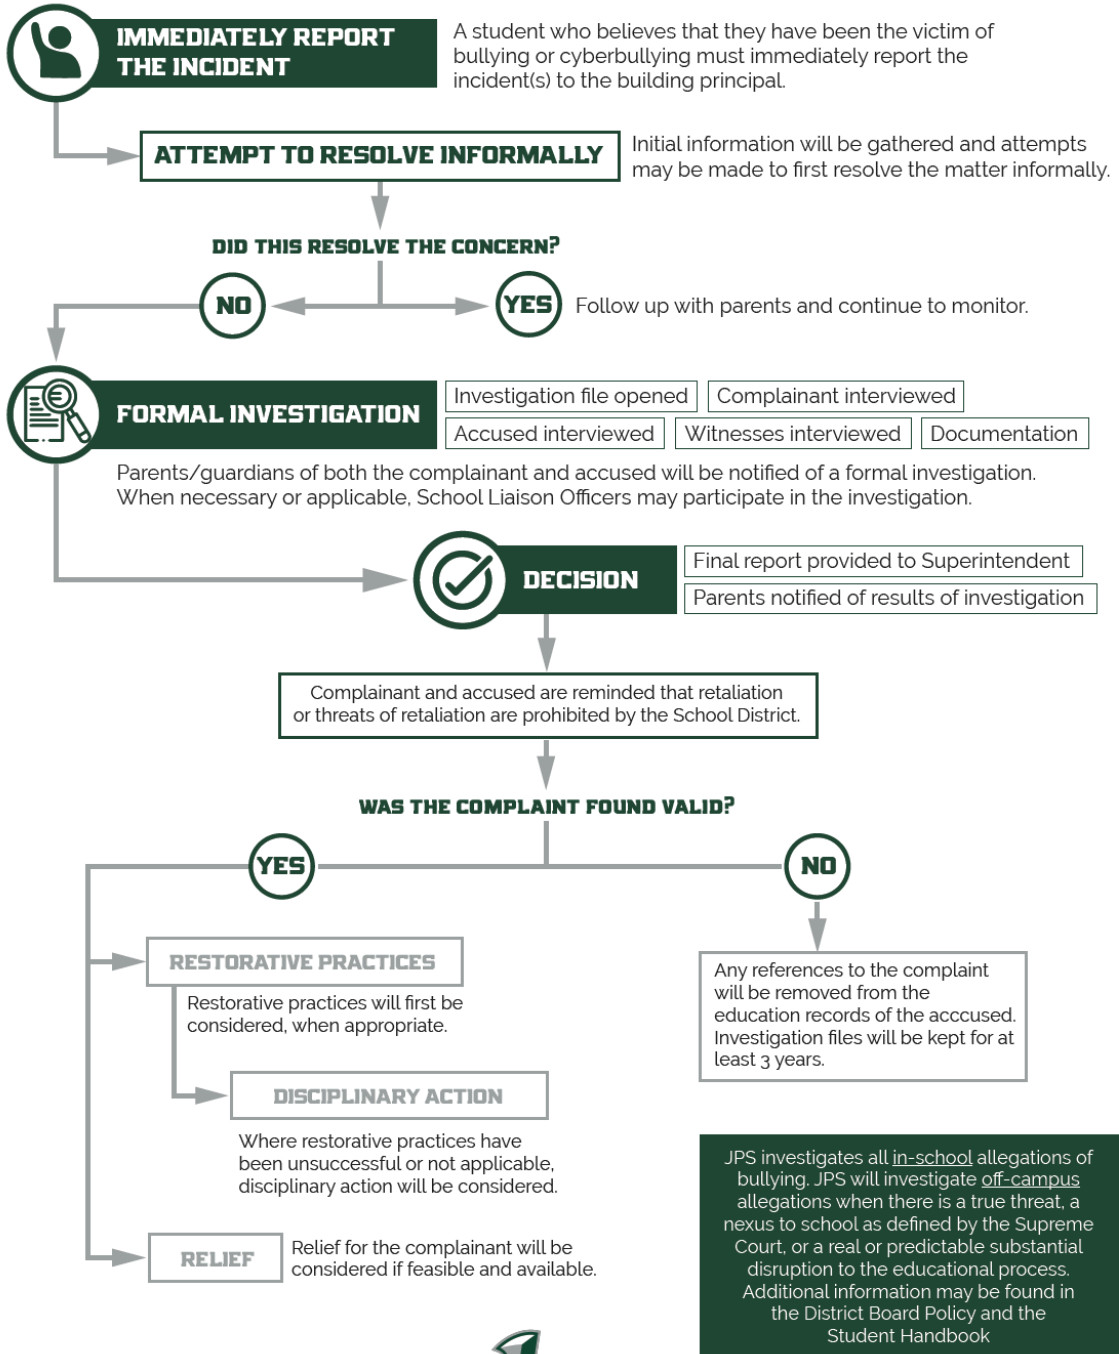 IMMEDIATELY REPORT
THE INCIDENT
A student who believes that they have been the victim of
bullying or cyberbullying must immediately report the
incident(s) to the building principal.
ATTEMPT TO RESOLVE INFORMALLY
Initial information will be gathered and attempts
may be made to first resolve the matter informally.
DID THIS RESOLVE THE CONCERN?
NO
YES
Follow up with parents and continue to monitor.
FORMAL INVESTIGATION
Investigation file opened
Complainant interviewed
Accused interviewed
Witnesses interviewed
Documentation
Parents/guardians of both the complainant and accused will be notified of a formal investigation.
When necessary or applicable, School Liaison Officers may participate in the investigation.
DECISION
Final report provided to Superintendent
Parents notified of results of investigation
Complainant and accused are reminded that retaliation
or threats of retaliation are prohibited by the School District.
WAS THE COMPLAINT FOUND VALID?
YES
NO
RESTORATIVE PRACTICES
Restorative practices will first be
considered, when appropriate.
DISCIPLINARY ACTION
Where restorative practices have
been unsuccessful or not applicable,
disciplinary action will be considered.
RELIEF
Relief for the complainant will be
considered if feasible and available.
Any references to the complaint
will be removed from the
education records of the acccused.
Investigation files will be kept for at
least 3 years.
JPS investigates all in-school allegations of
bullying. JPS will investigate off-campus
allegations when there is a true threat, a
nexus to school as defined by the Supreme
Court, or a real or predictable substantial
disruption to the educational process.
Additional information may be found in
the District Board Policy and the
Student Handbook